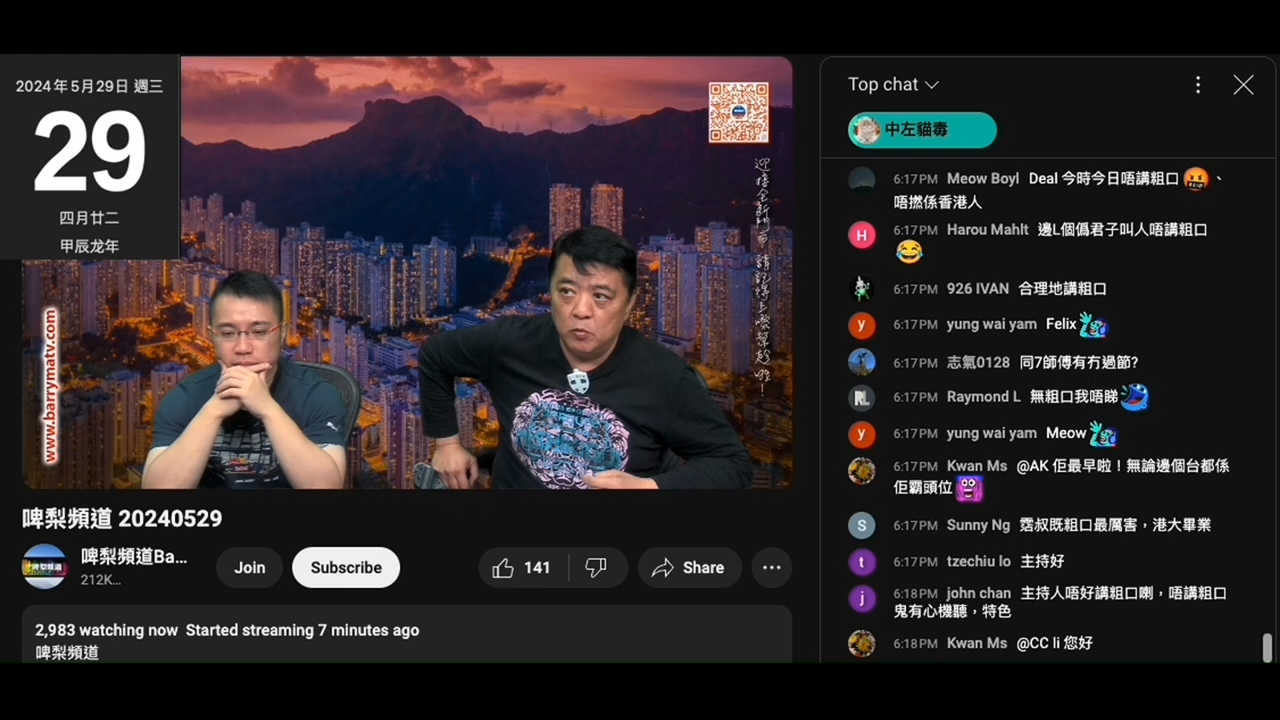 2024年5月29日 週三
29
四月廿二
甲辰龙年
www.barrymatv.com
啤梨頻道 20240529
啤梨頻道Ba...
212K...
Join
Subscribe
141
Share
2,983 watching now Started streaming 7 minutes ago
啤梨頻道
Top chat
中左貓毒
6:17PM Meow Boyl Deal 今時今日唔講粗口🤬、
唔撚係香港人
H 6:17PM Harou Mahlt 邊L個僞君子叫人唔講粗口
😂
6:17PM 926 IVAN 合理地講粗口
y 6:17PM yung wai yam Felix
6:17PM 志氣0128 同7師傅有冇過節?
RL 6:17PM Raymond L 無粗口我唔睇
y 6:17PM yung wai yam Meow
6:17PM Kwan Ms @AK 佢最早啦！無論邊個台都係
佢霸頭位
S 6:17PM Sunny Ng 霑叔既粗口最厲害，港大畢業
t 6:17PM tzechiu lo 主持好
j 6:18PM john chan 主持人唔好講粗口喇，唔講粗口
鬼有心機聽，特色
6:18PM Kwan Ms @CC li 您好